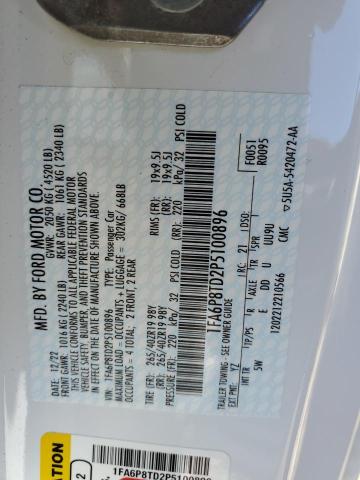 MFD. BY FORD MOTOR CO.
12/22 GVWR: 2050 KG ( 4520 LB)
FRONT GAWR: 1016 KG ( 2240 LB) REAR GAWR: 1061 KG ( 2340 LB)
THIS VEHICLE CONFORMS TO ALL APPLICABLE FEDERAL MOTOR
VEHICLE SAFETY, BUMPER, AND THEFT PREVENTION STANDARDS
IN EFFECT ON THE DATE OF MANUFACTURE SHOWN ABOVE.
VIN: 1FA6P8TD2P5100896 TYPE: Passenger Car
MAXIMUM LOAD = OCCUPANTS + LUGGAGE = 302KG/ 668LB
OCCUPANTS = 4 TOTAL; 2 FRONT, 2 REAR
TIRE (FR): 265/40ZR19 98Y RING (FR): 19x9.5J
TIRE (RR): 265/40ZR19 98Y RING (RR): 19x9.5J
(FR): 220 kPa/ 32 PSI COLD (RR): 220 kPa/ 32 PSI COLD
1FA6P8TD2P5100896
TRAILER TOWING - SEE OWNER GUIDE
F0051
R0095
EXT PNT: YZ RC: 21 DSO:
INT TR TP/PS R AXLE TR SPR
5W E DD U UU9U
1202212210566 CMC 5U5A-5420472-AA
1FA6P8TD2P5100896